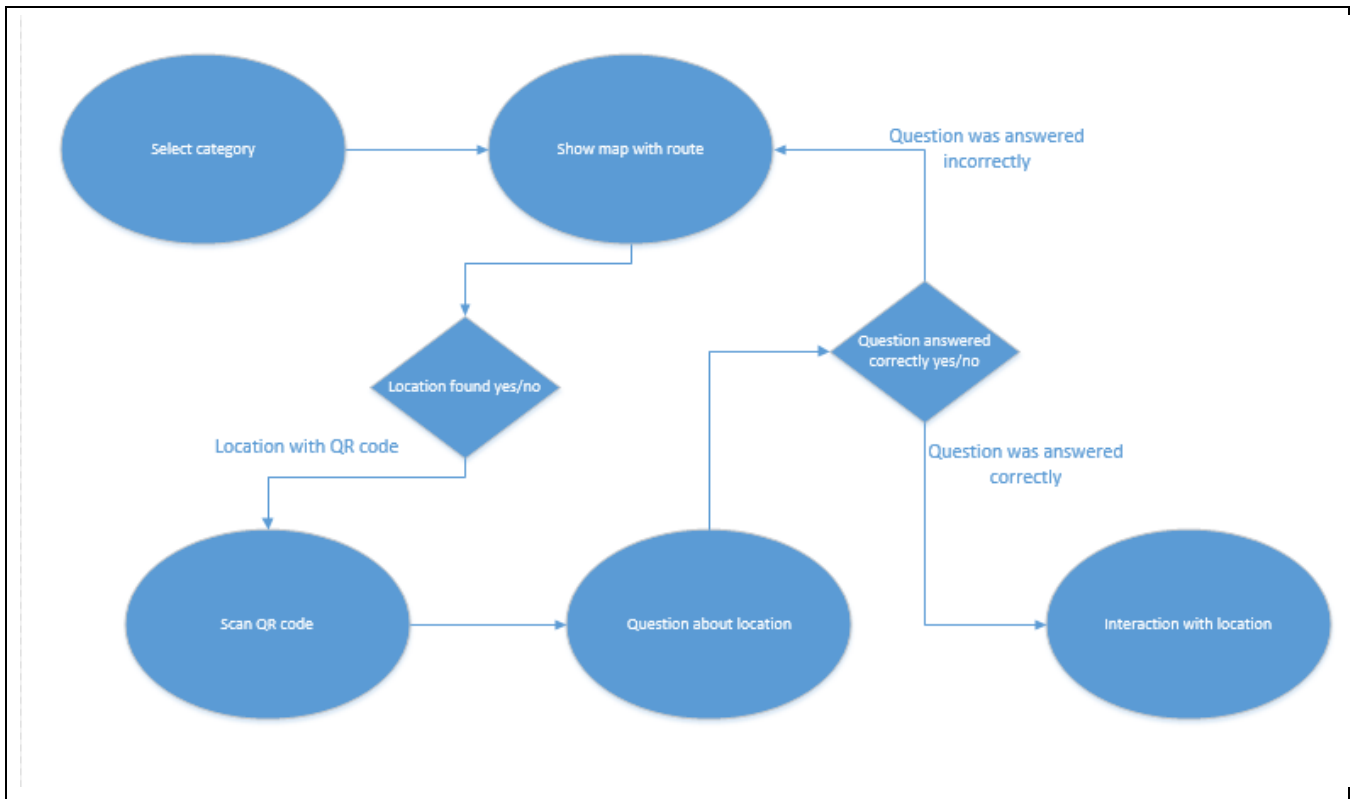 Select category
Show map with route
Question was answered
incorrectly
Question answered
correctly yes/no
Location found yes/no
Location with QR code
Question was answered
correctly
Scan QR code
Question about location
Interaction with location